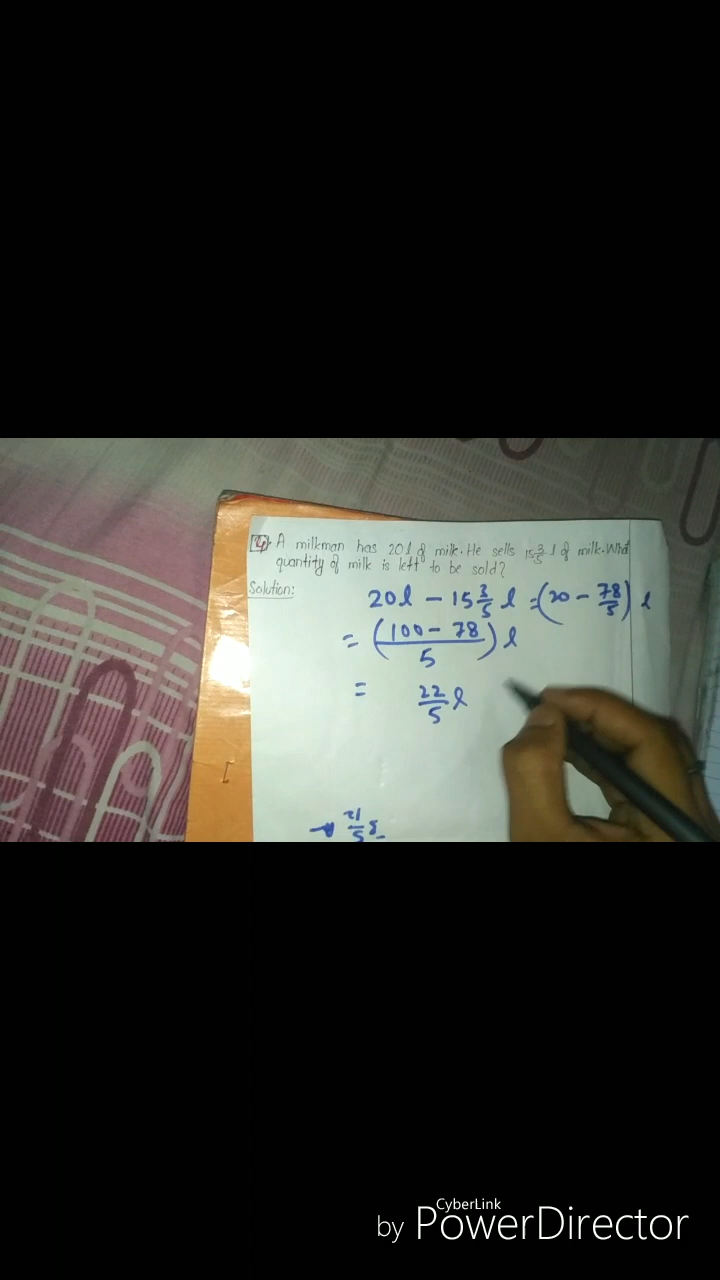 [4] A milkman has 20 l of milk. He sells 15 3/5 l of milk. What
quantity of milk is left to be sold?
Solution:
20l - 15 3/5 l = (20 - 78/5) l
= (100 - 78 / 5) l
= 22/5 l
CyberLink
by PowerDirector